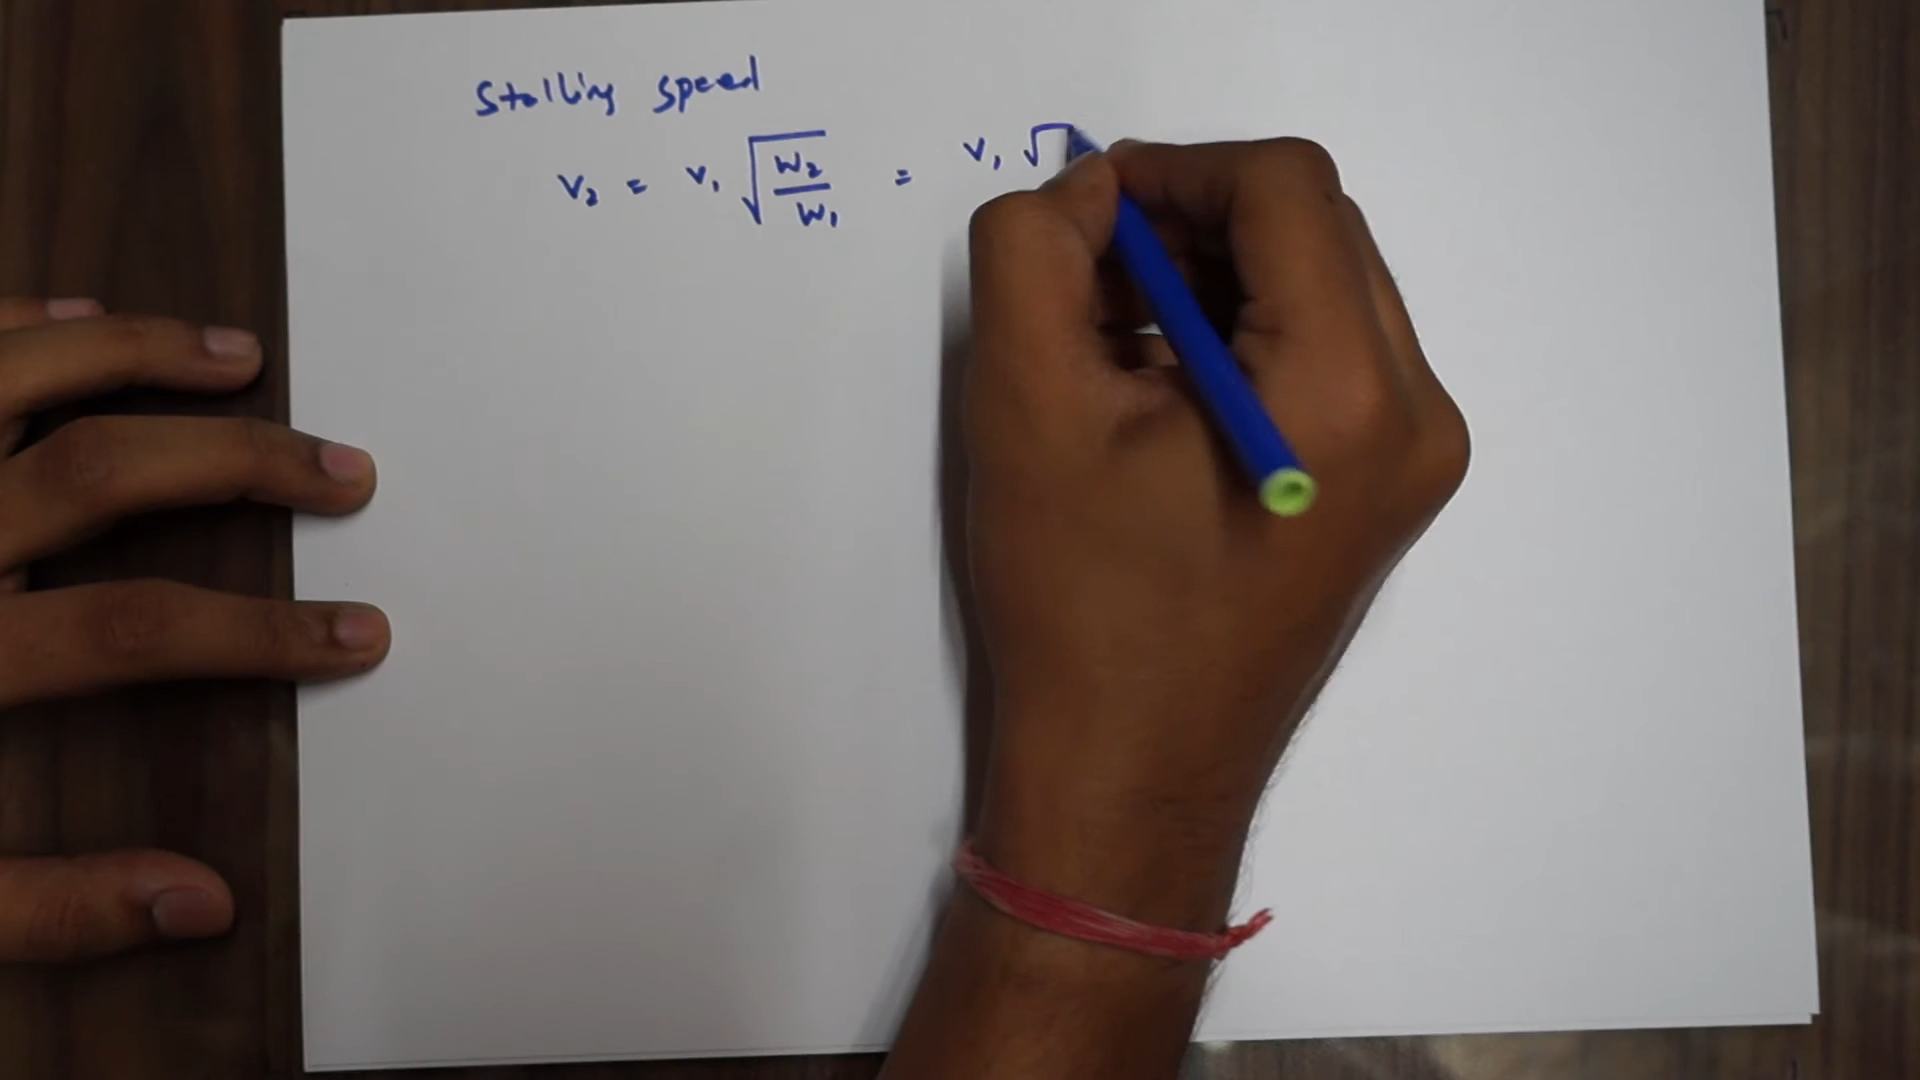 Stalling speed
V₂ = V₁ √(W₂/W₁) = V₁ √